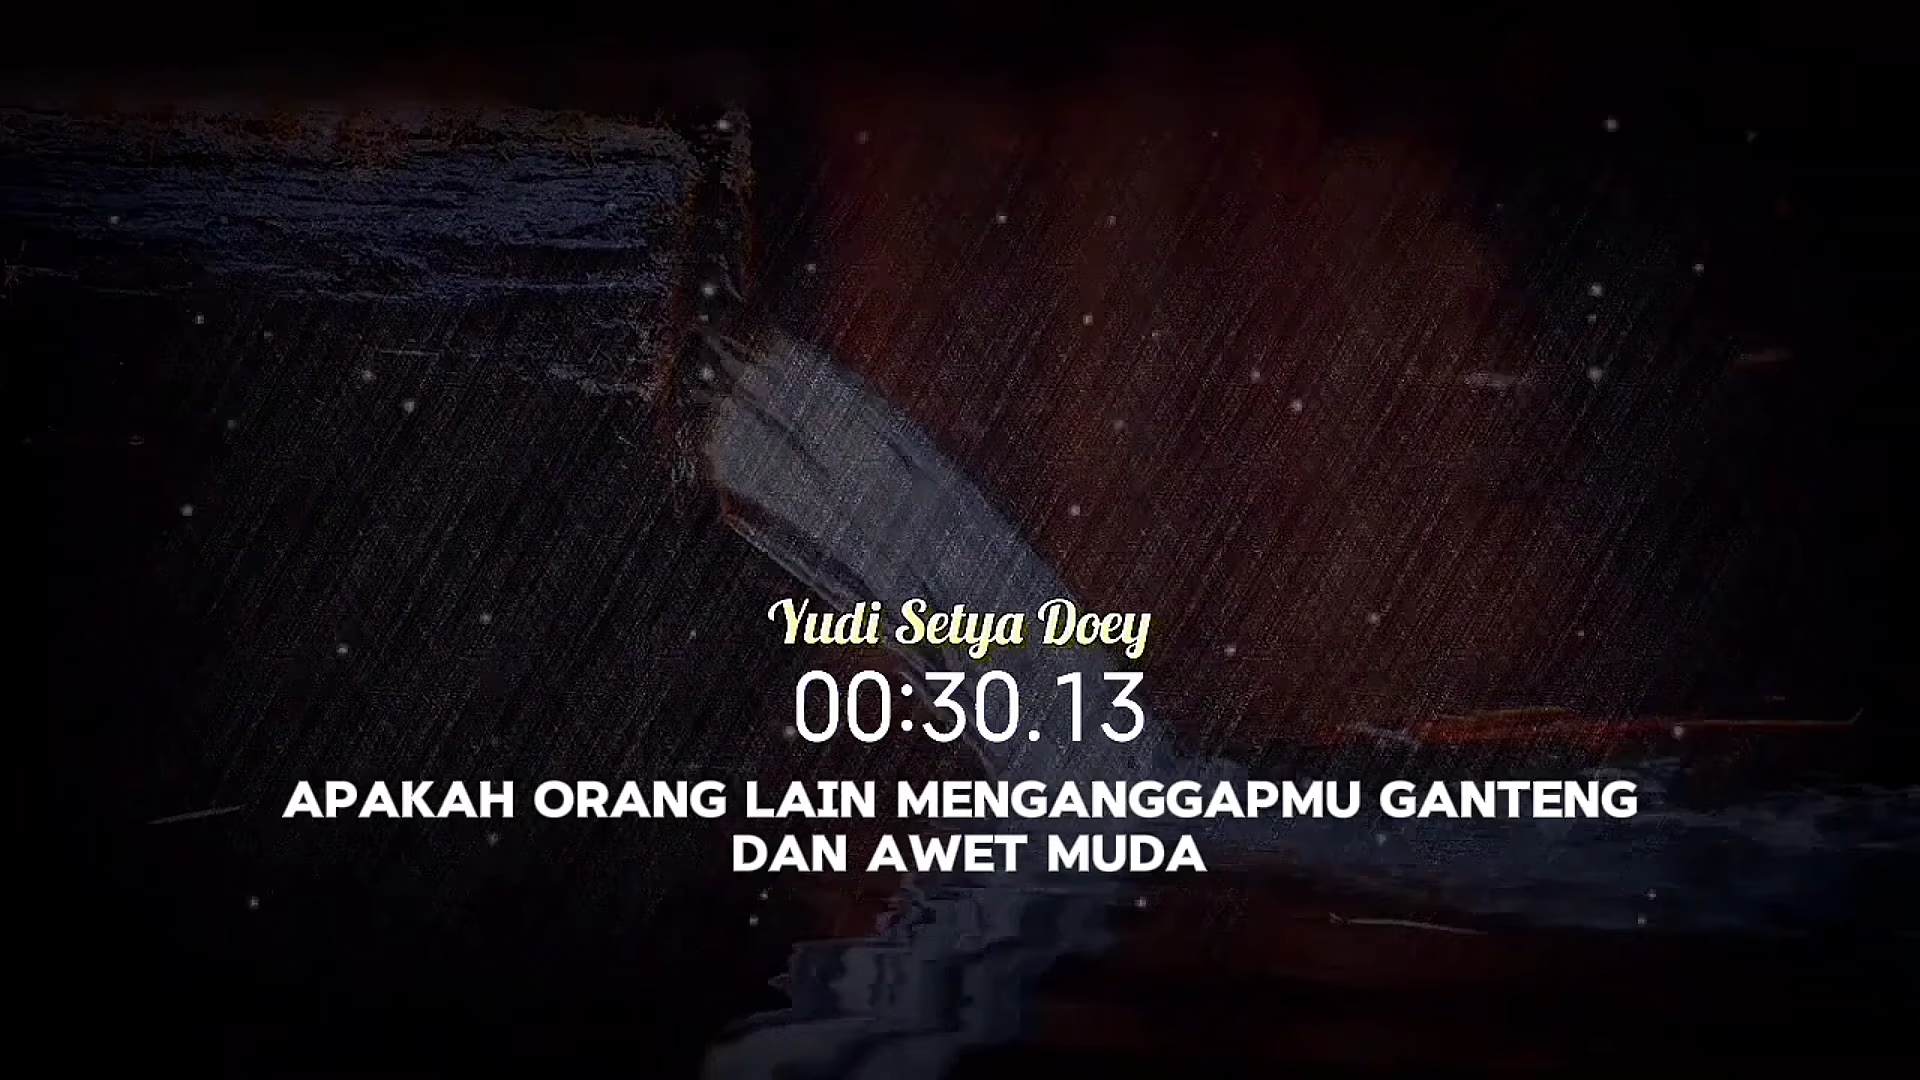 Yudi Setya Doey
00:30.13
APAKAH ORANG LAIN MENGANGGAPMU GANTENG
DAN AWET MUDA